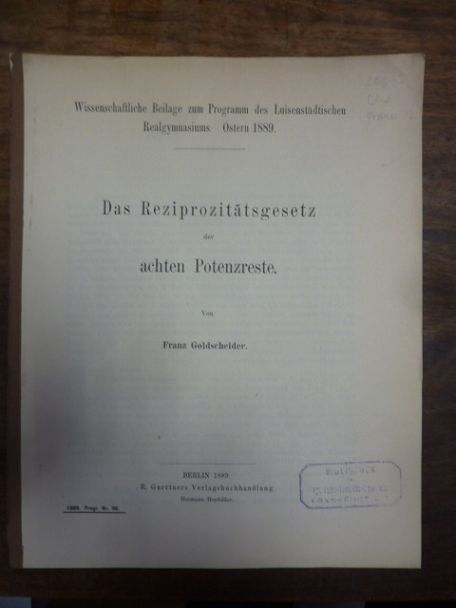 Wissenschaftliche Beilage zum Programm des Luisenstädtischen
Realgymnasiums. Ostern 1889.
Das Reziprozitätsgesetz
der
achten Potenzreste.
Von
Franz Goldscheider.
BERLIN 1889.
R. Gaertners Verlagsbuchhandlung
Hermann Heyfelder.
1889. Progr. Nr. 96.